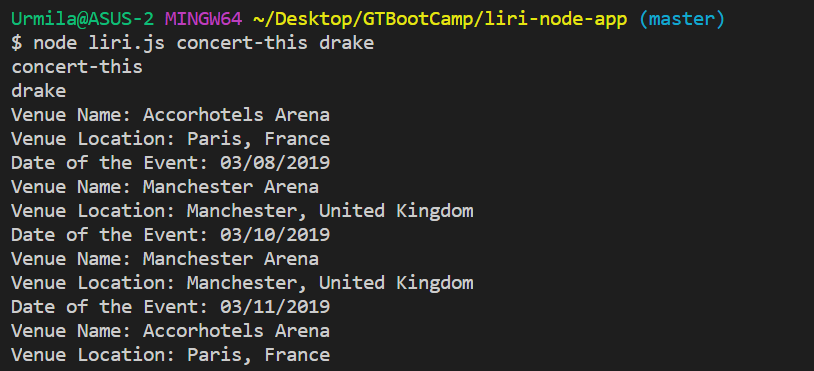 Urmila@ASUS-2 MINGW64 ~/Desktop/GTBootCamp/liri-node-app (master)
$ node liri.js concert-this drake
concert-this
drake
Venue Name: Accorhotels Arena
Venue Location: Paris, France
Date of the Event: 03/08/2019
Venue Name: Manchester Arena
Venue Location: Manchester, United Kingdom
Date of the Event: 03/10/2019
Venue Name: Manchester Arena
Venue Location: Manchester, United Kingdom
Date of the Event: 03/11/2019
Venue Name: Accorhotels Arena
Venue Location: Paris, France